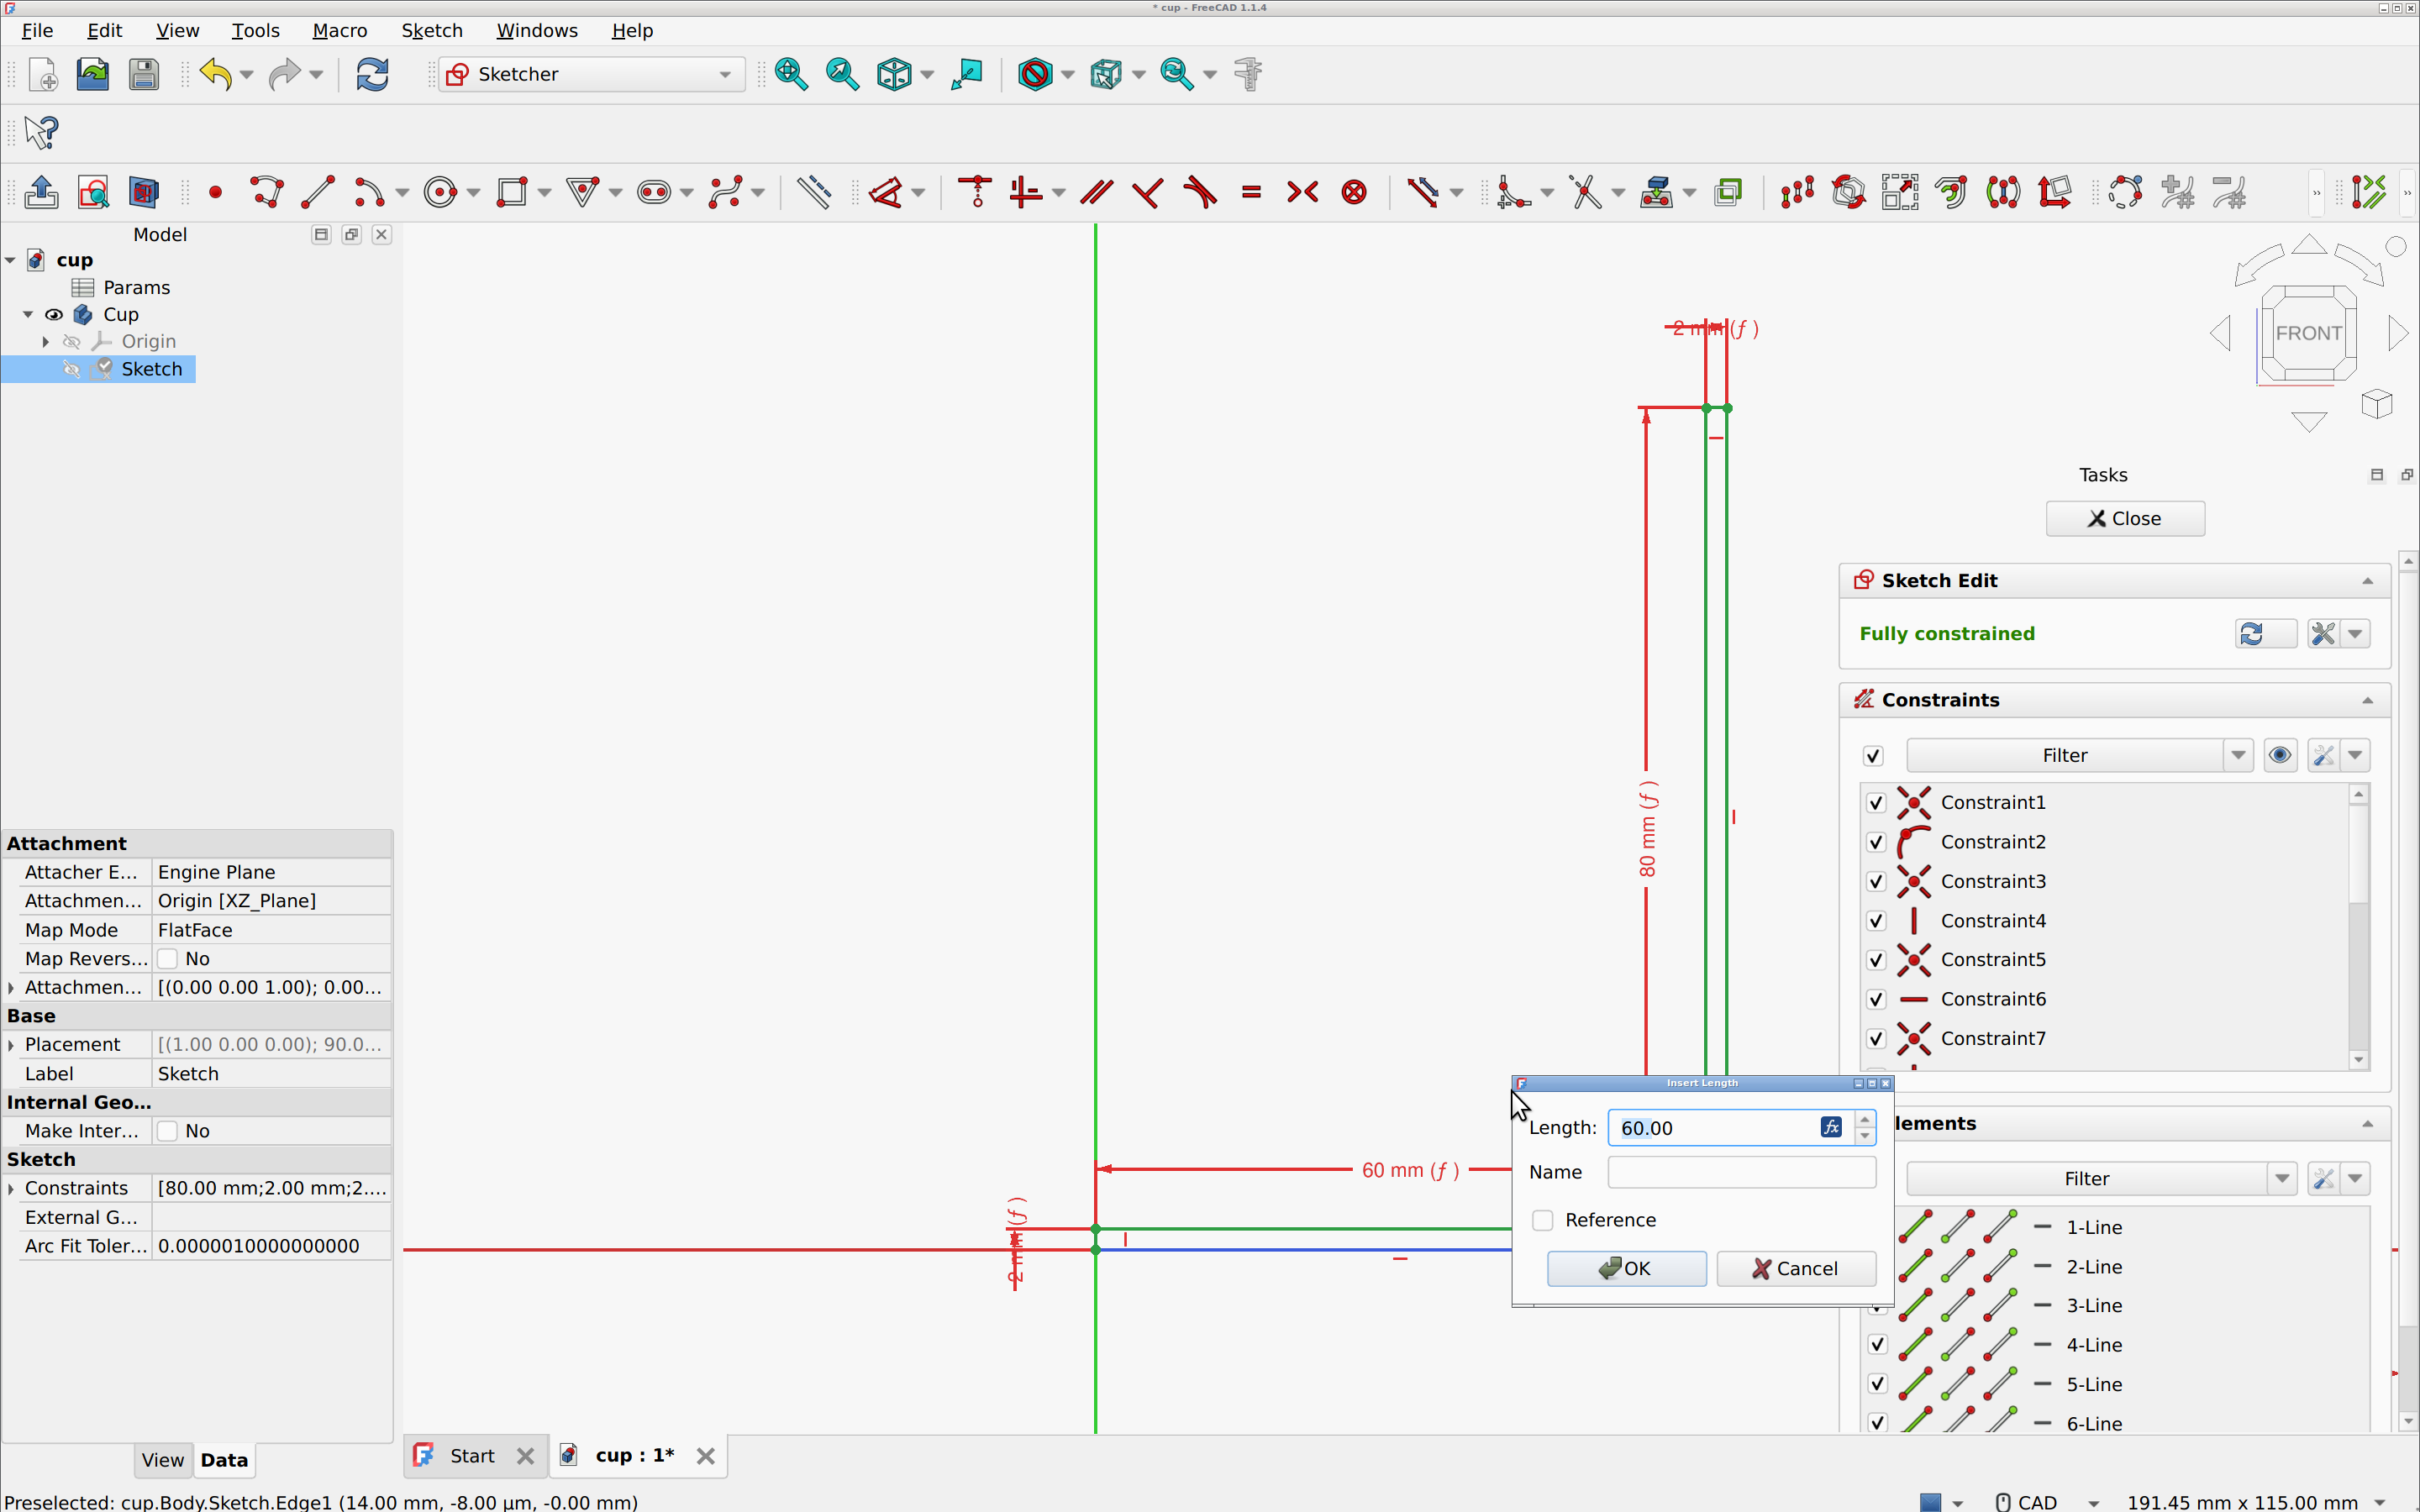 * cup - FreeCAD 1.1.4
File Edit View Tools Macro Sketch Windows Help
Sketcher
Model
cup
Params
Cup
Origin
Sketch
2 mm (ƒ )
FRONT
80 mm (ƒ )
60 mm (ƒ )
2 mm (ƒ )
Tasks
Close
Sketch Edit
Fully constrained
Constraints
Filter
Constraint1
Constraint2
Constraint3
Constraint4
Constraint5
Constraint6
Constraint7
Insert Length
Length: 60.00
Name
Reference
OK Cancel
lements
Filter
1-Line
2-Line
3-Line
4-Line
5-Line
6-Line
Attachment
Attacher E... Engine Plane
Attachmen... Origin [XZ_Plane]
Map Mode FlatFace
Map Revers... No
Attachmen... [(0.00 0.00 1.00); 0.00...
Base
Placement [(1.00 0.00 0.00); 90.0...
Label Sketch
Internal Geo...
Make Inter... No
Sketch
Constraints [80.00 mm;2.00 mm;2....
External G...
Arc Fit Toler... 0.0000010000000000
View Data
Start cup : 1*
Preselected: cup.Body.Sketch.Edge1 (14.00 mm, -8.00 µm, -0.00 mm)
CAD 191.45 mm x 115.00 mm